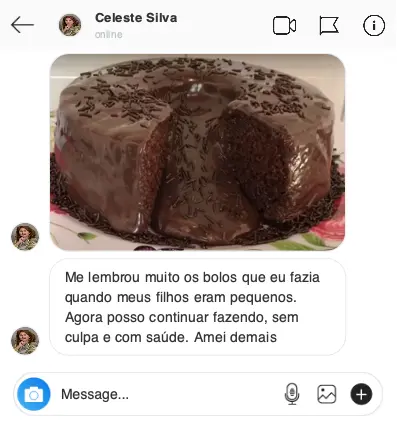 Celeste Silva
online
Me lembrou muito os bolos que eu fazia
quando meus filhos eram pequenos.
Agora posso continuar fazendo, sem
culpa e com saúde. Amei demais
Message...